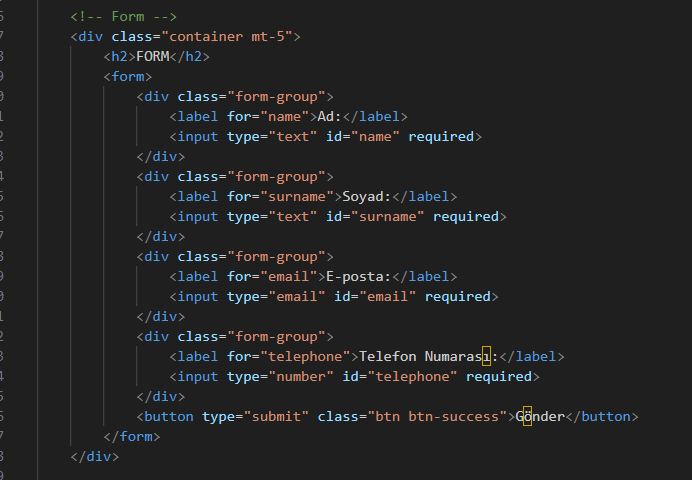 <!-- Form -->
<div class="container mt-5">
<h2>FORM</h2>
<form>
<div class="form-group">
<label for="name">Ad:</label>
<input type="text" id="name" required>
</div>
<div class="form-group">
<label for="surname">Soyad:</label>
<input type="text" id="surname" required>
</div>
<div class="form-group">
<label for="email">E-posta:</label>
<input type="email" id="email" required>
</div>
<div class="form-group">
<label for="telephone">Telefon Numarası:</label>
<input type="number" id="telephone" required>
</div>
<button type="submit" class="btn btn-success">Gönder</button>
</form>
</div>